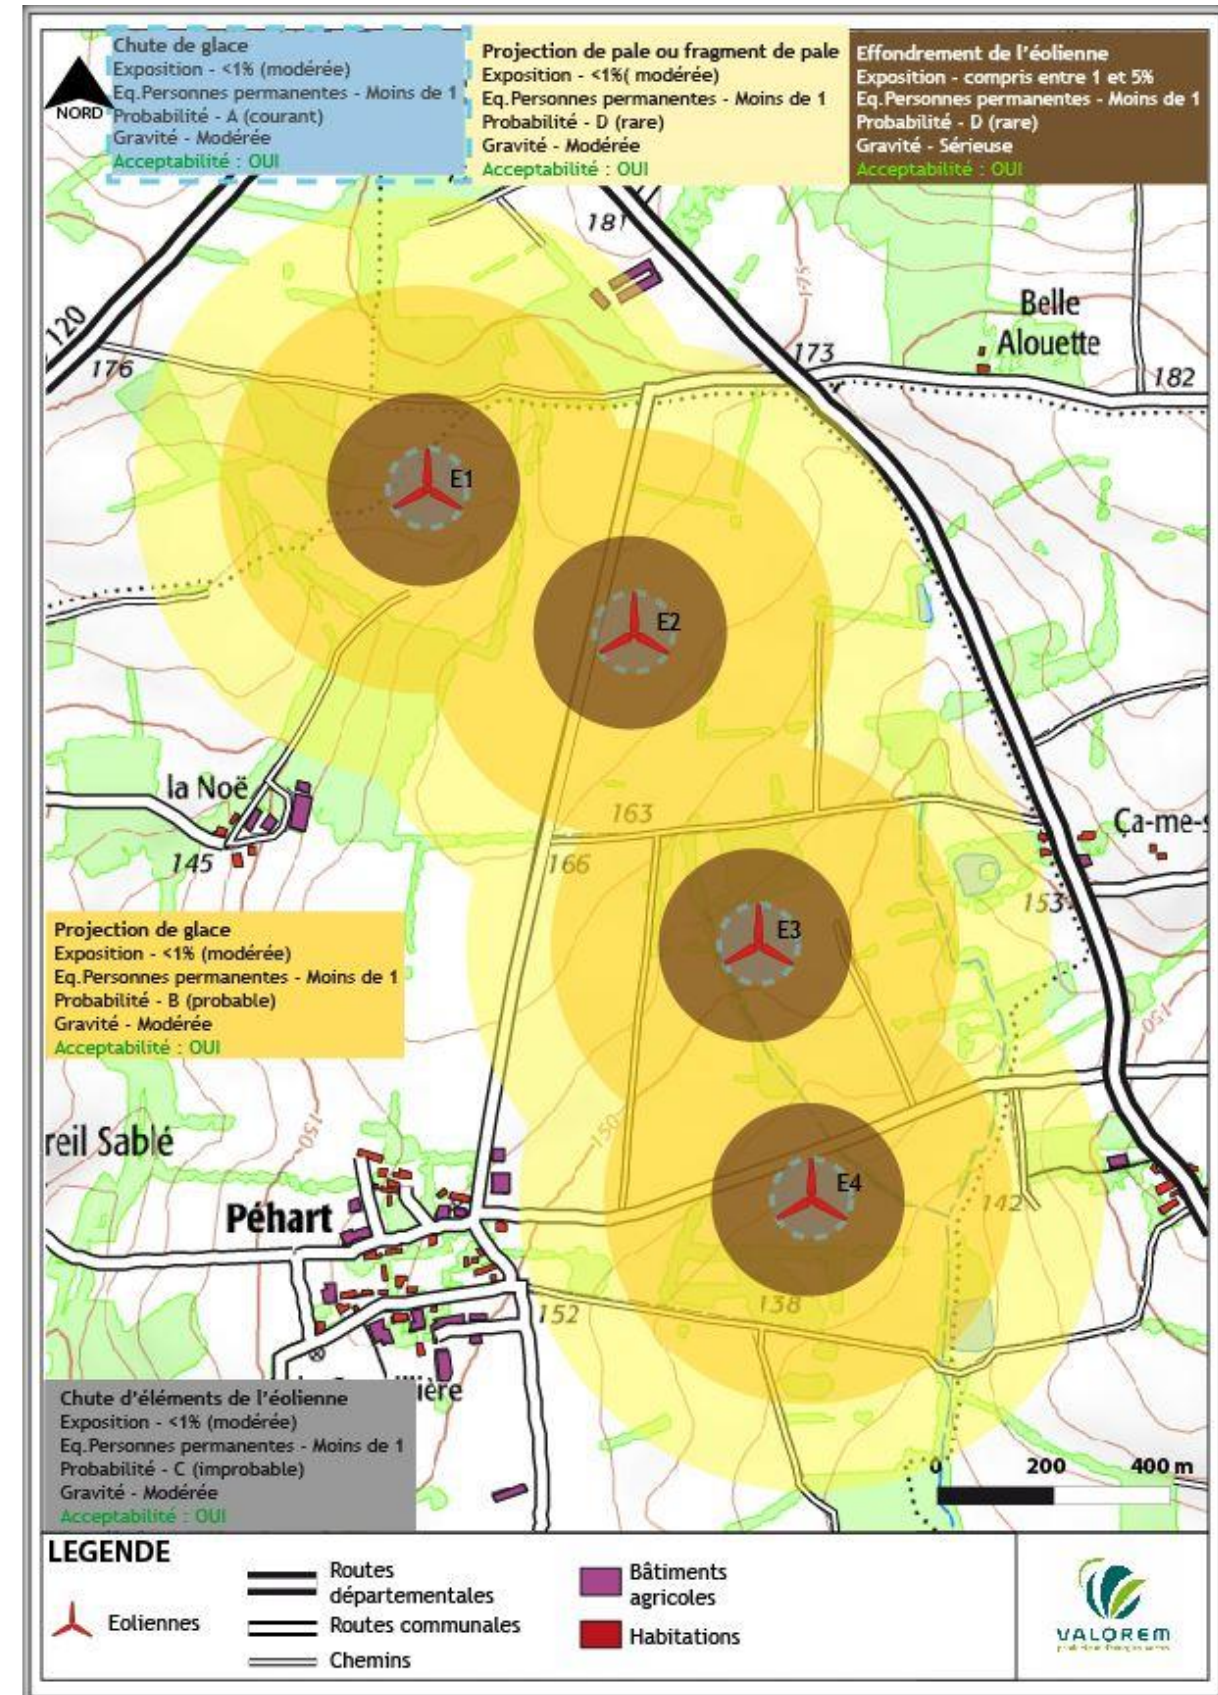 Chute de glace
Exposition - <1% (modérée)
Eq.Personnes permanentes - Moins de 1
Probabilité - A (courant)
Gravité - Modérée
Acceptabilité : OUI
Projection de pale ou fragment de pale
Exposition - <1%( modérée)
Eq.Personnes permanentes - Moins de 1
Probabilité - D (rare)
Gravité - Modérée
Acceptabilité : OUI
Effondrement de l'éolienne
Exposition - compris entre 1 et 5%
Eq.Personnes permanentes - Moins de 1
Probabilité - D (rare)
Gravité - Sérieuse
Acceptabilité : OUI
NORD
181
175
Belle
Alouette
120
176
173
182
E1
E2
la Noë
163
Ça-me-s
145
166
153
E3
Projection de glace
Exposition - <1% (modérée)
Eq.Personnes permanentes - Moins de 1
Probabilité - B (probable)
Gravité - Modérée
Acceptabilité : OUI
150
reil Sablé
150
150
E4
Péhart
142
152
138
ière
Chute d'éléments de l'éolienne
Exposition - <1% (modérée)
Eq.Personnes permanentes - Moins de 1
Probabilité - C (improbable)
Gravité - Modérée
Acceptabilité : OUI
0 200 400 m
LEGENDE
Eoliennes
Routes
départementales
Routes communales
Chemins
Bâtiments
agricoles
Habitations
VALOREM